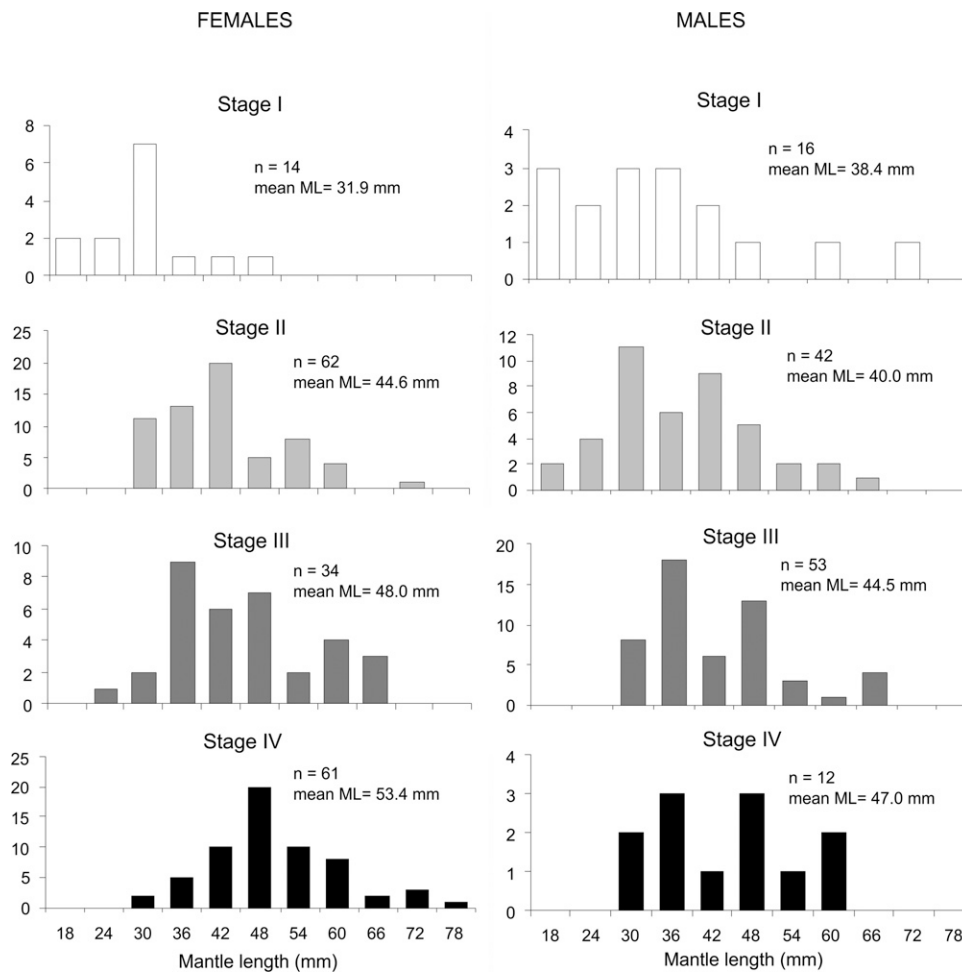 FEMALES
Stage I
n = 14
mean ML= 31.9 mm
8
6
4
2
0
Stage II
n = 62
mean ML= 44.6 mm
25
20
15
10
5
0
Stage III
n = 34
mean ML= 48.0 mm
10
8
6
4
2
0
Stage IV
n = 61
mean ML= 53.4 mm
25
20
15
10
5
0
18 24 30 36 42 48 54 60 66 72 78
Mantle length (mm)
MALES
Stage I
n = 16
mean ML= 38.4 mm
4
3
2
1
0
Stage II
n = 42
mean ML= 40.0 mm
12
10
8
6
4
2
0
Stage III
n = 53
mean ML= 44.5 mm
20
15
10
5
0
Stage IV
n = 12
mean ML= 47.0 mm
4
3
2
1
0
18 24 30 36 42 48 54 60 66 72 78
Mantle length (mm)